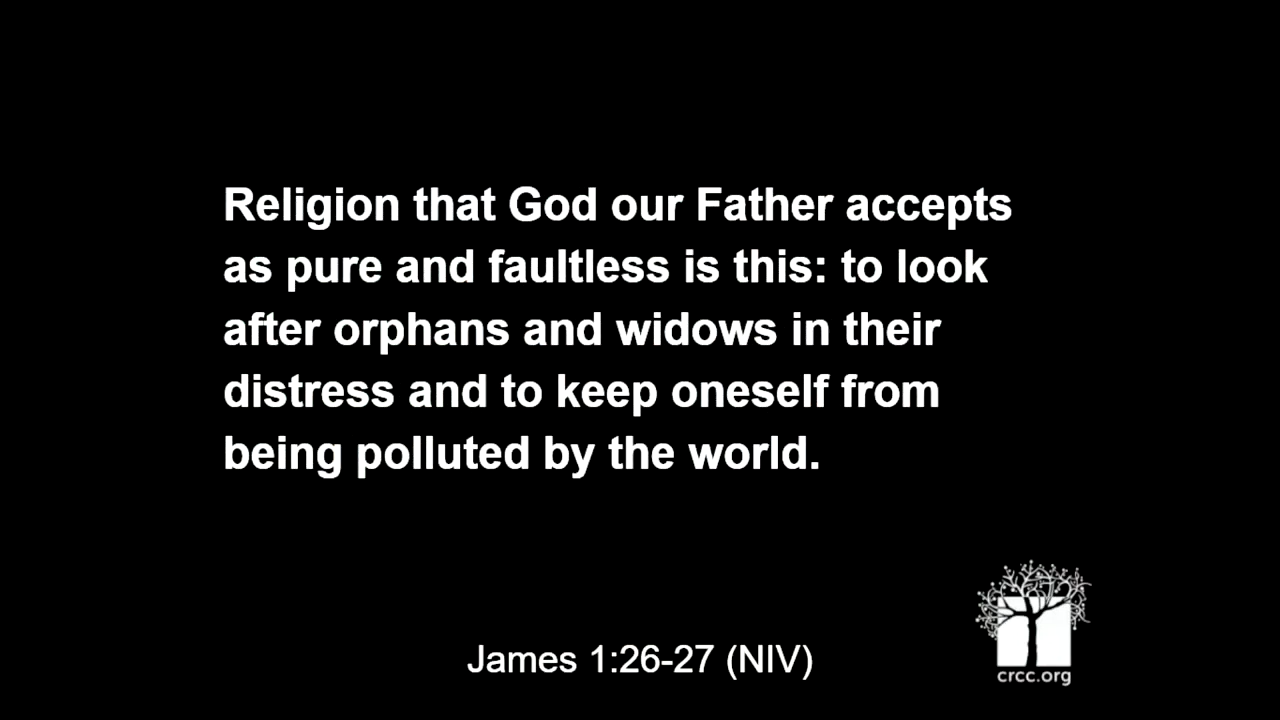 Religion that God our Father accepts
as pure and faultless is this: to look
after orphans and widows in their
distress and to keep oneself from
being polluted by the world.
James 1:26-27 (NIV)
crcc.org